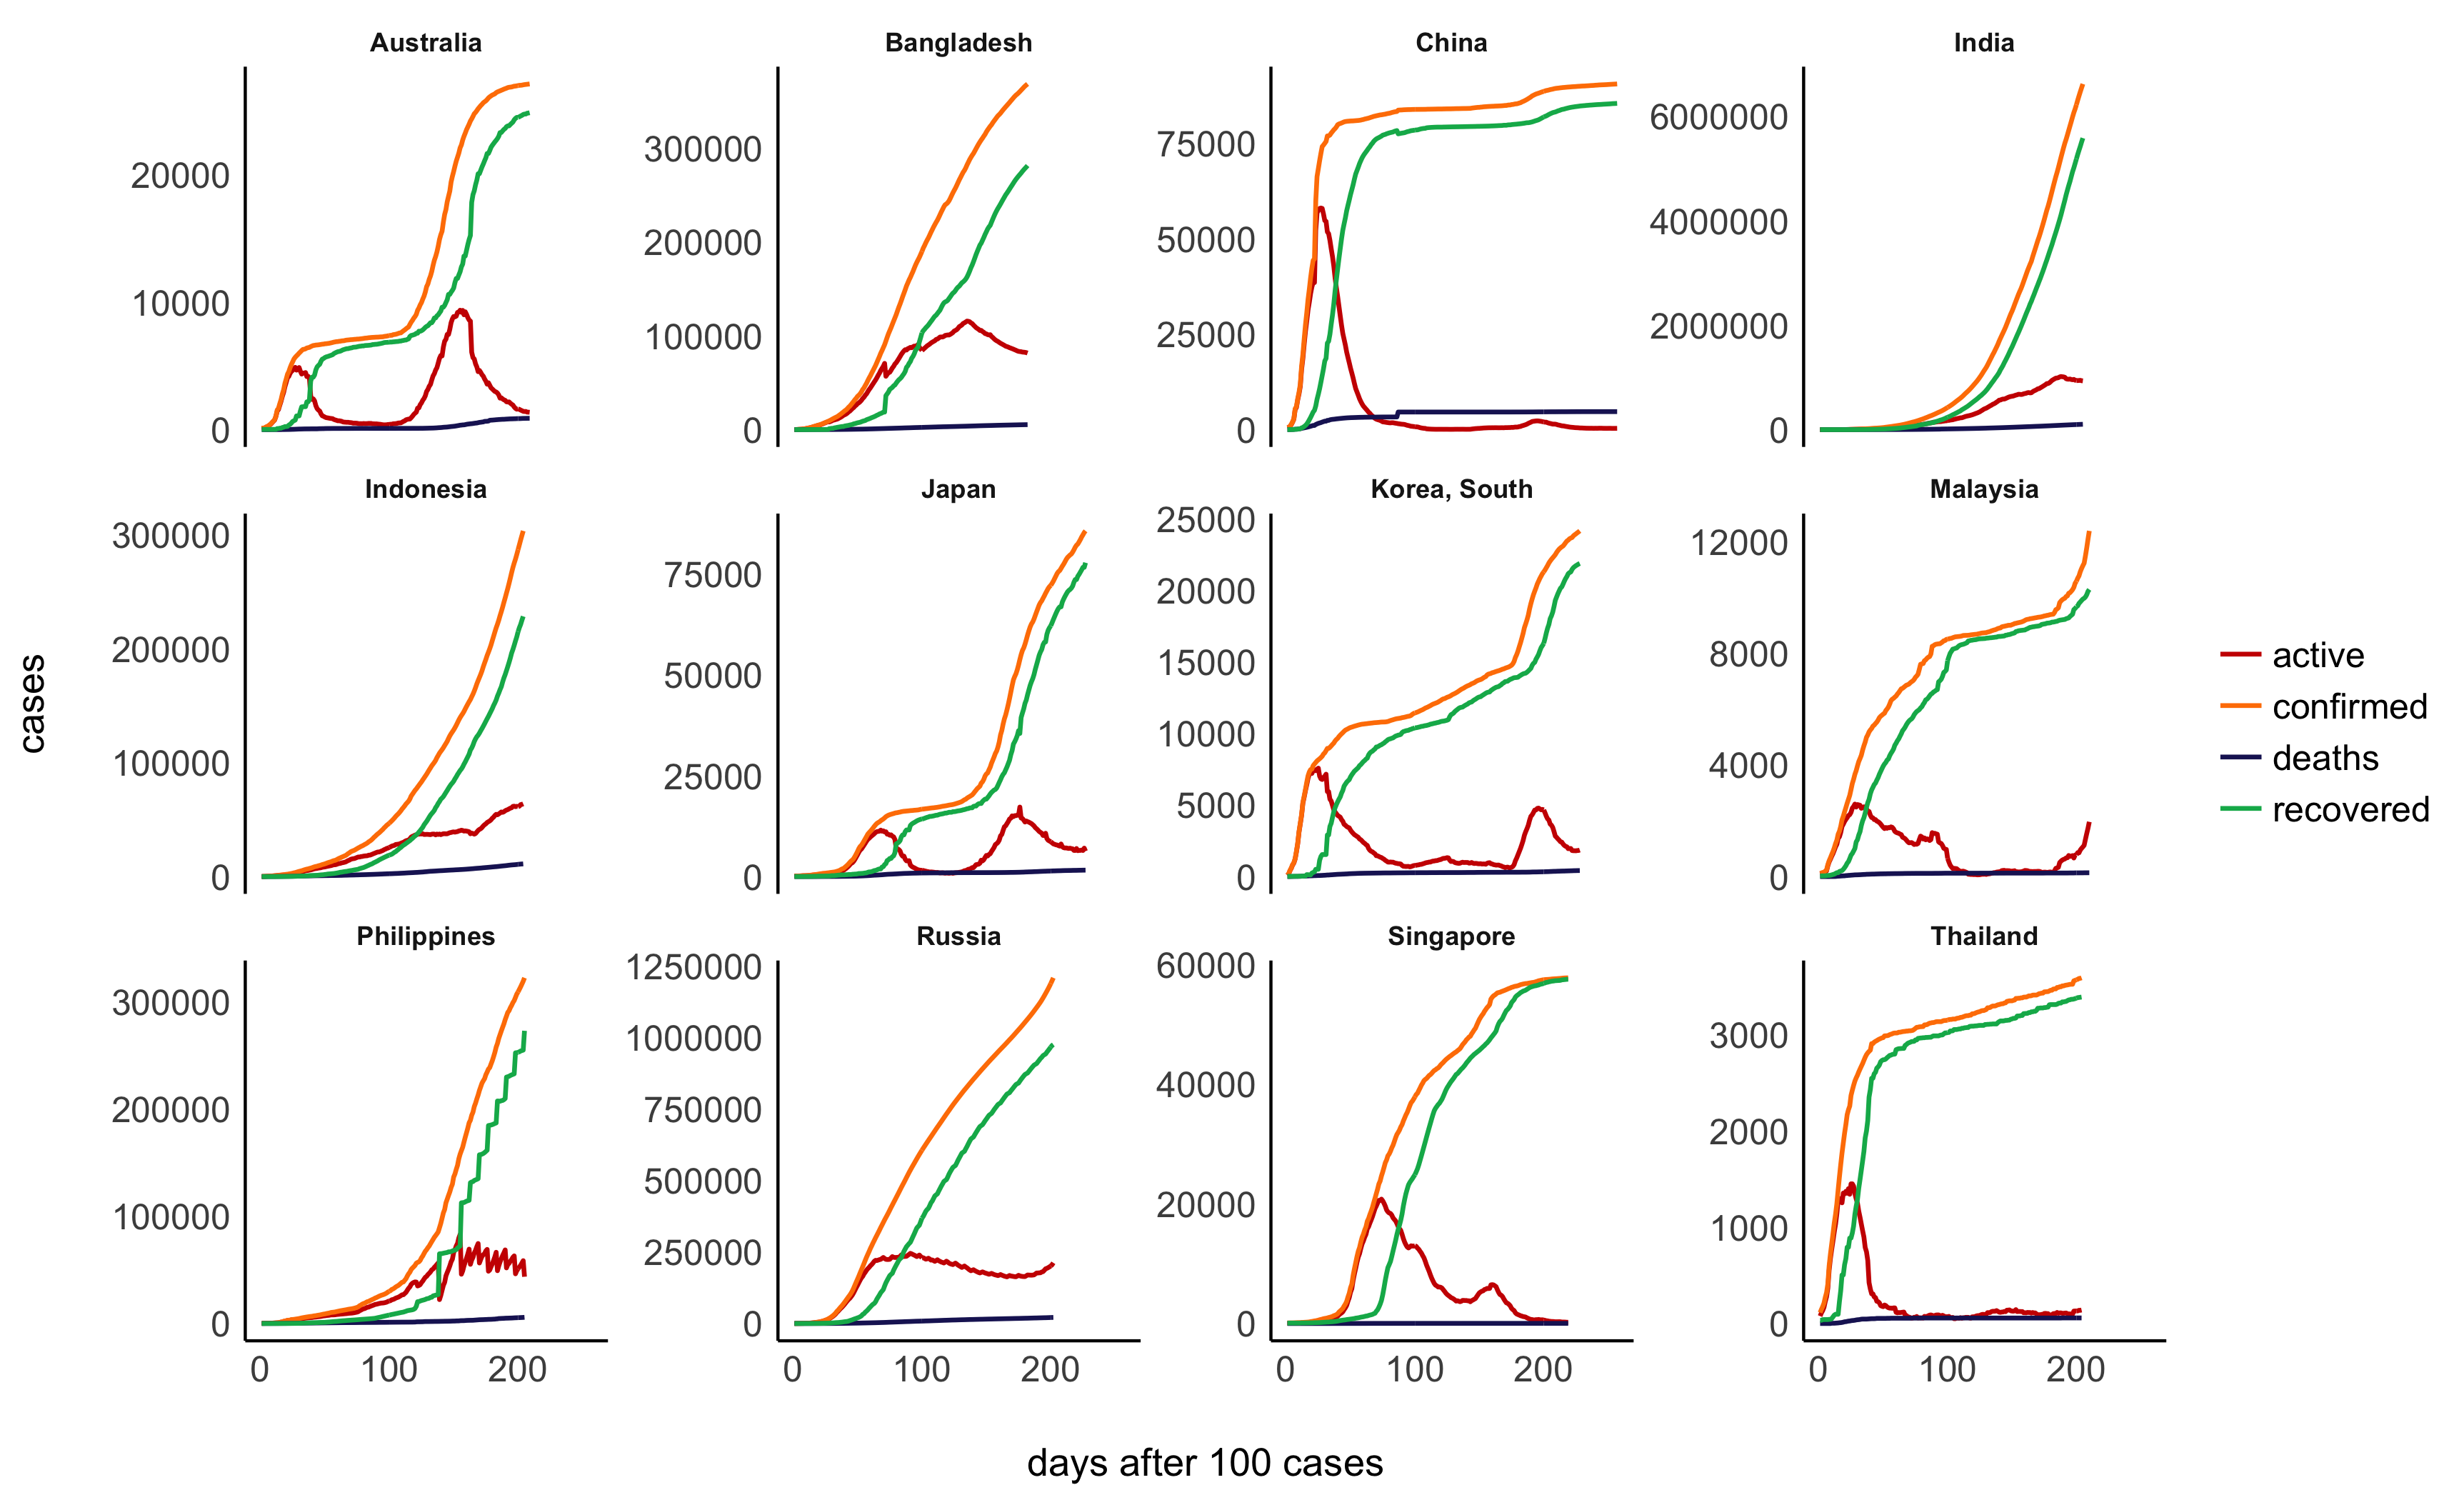 Australia
Bangladesh
China
India
20000
10000
0
300000
200000
100000
0
75000
50000
25000
0
6000000
4000000
2000000
0
Indonesia
Japan
Korea, South
Malaysia
300000
200000
100000
0
75000
50000
25000
0
25000
20000
15000
10000
5000
0
12000
8000
4000
0
Philippines
Russia
Singapore
Thailand
300000
200000
100000
0
1250000
1000000
750000
500000
250000
0
60000
40000
20000
0
3000
2000
1000
0
0 100 200
0 100 200
0 100 200
0 100 200
days after 100 cases
cases
active
confirmed
deaths
recovered